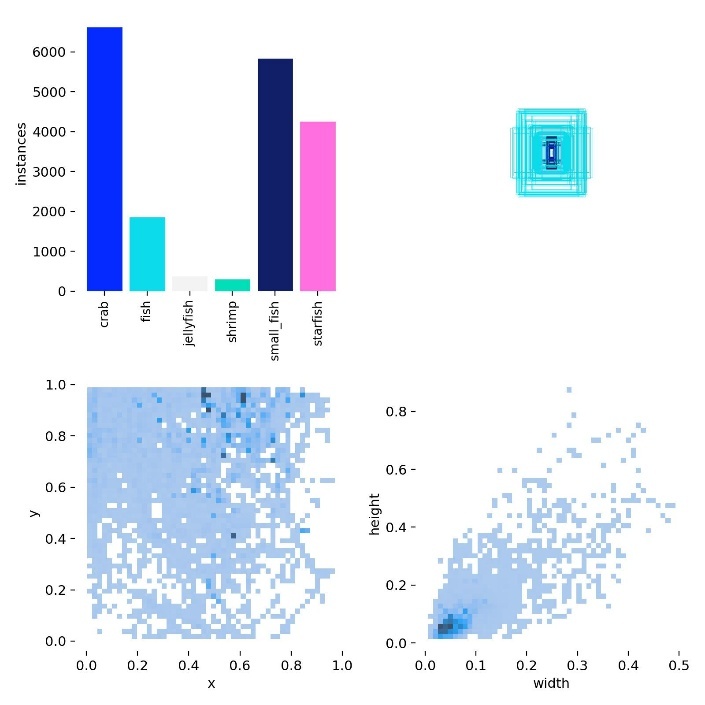 6000
5000
4000
3000
2000
1000
0
instances
crab
fish
jellyfish
shrimp
small_fish
starfish
1.0
0.8
0.6
0.4
0.2
0.0
y
0.0 0.2 0.4 0.6 0.8 1.0
x
0.8
0.6
0.4
0.2
0.0
height
0.0 0.1 0.2 0.3 0.4 0.5
width